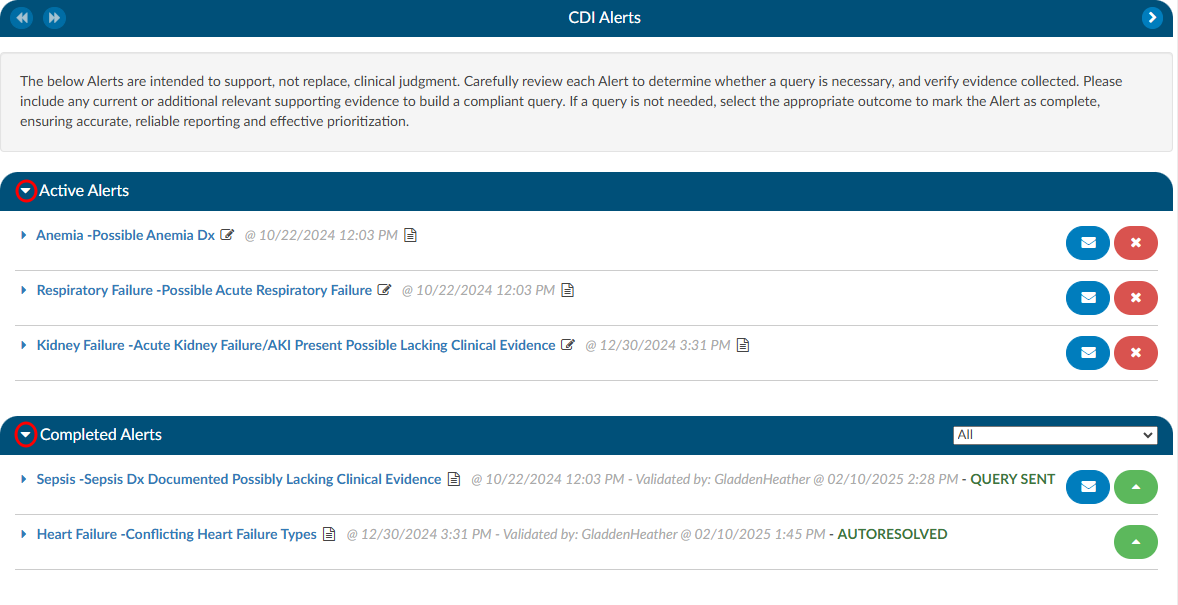 CDI Alerts
The below Alerts are intended to support, not replace, clinical judgment. Carefully review each Alert to determine whether a query is necessary, and verify evidence collected. Please
include any current or additional relevant supporting evidence to build a compliant query. If a query is not needed, select the appropriate outcome to mark the Alert as complete,
ensuring accurate, reliable reporting and effective prioritization.
Active Alerts
Anemia -Possible Anemia Dx @ 10/22/2024 12:03 PM
Respiratory Failure -Possible Acute Respiratory Failure @ 10/22/2024 12:03 PM
Kidney Failure -Acute Kidney Failure/AKI Present Possible Lacking Clinical Evidence @ 12/30/2024 3:31 PM
Completed Alerts All
Sepsis -Sepsis Dx Documented Possibly Lacking Clinical Evidence @ 10/22/2024 12:03 PM - Validated by: GladdenHeather @ 02/10/2025 2:28 PM - QUERY SENT
Heart Failure -Conflicting Heart Failure Types @ 12/30/2024 3:31 PM - Validated by: GladdenHeather @ 02/10/2025 1:45 PM - AUTORESOLVED